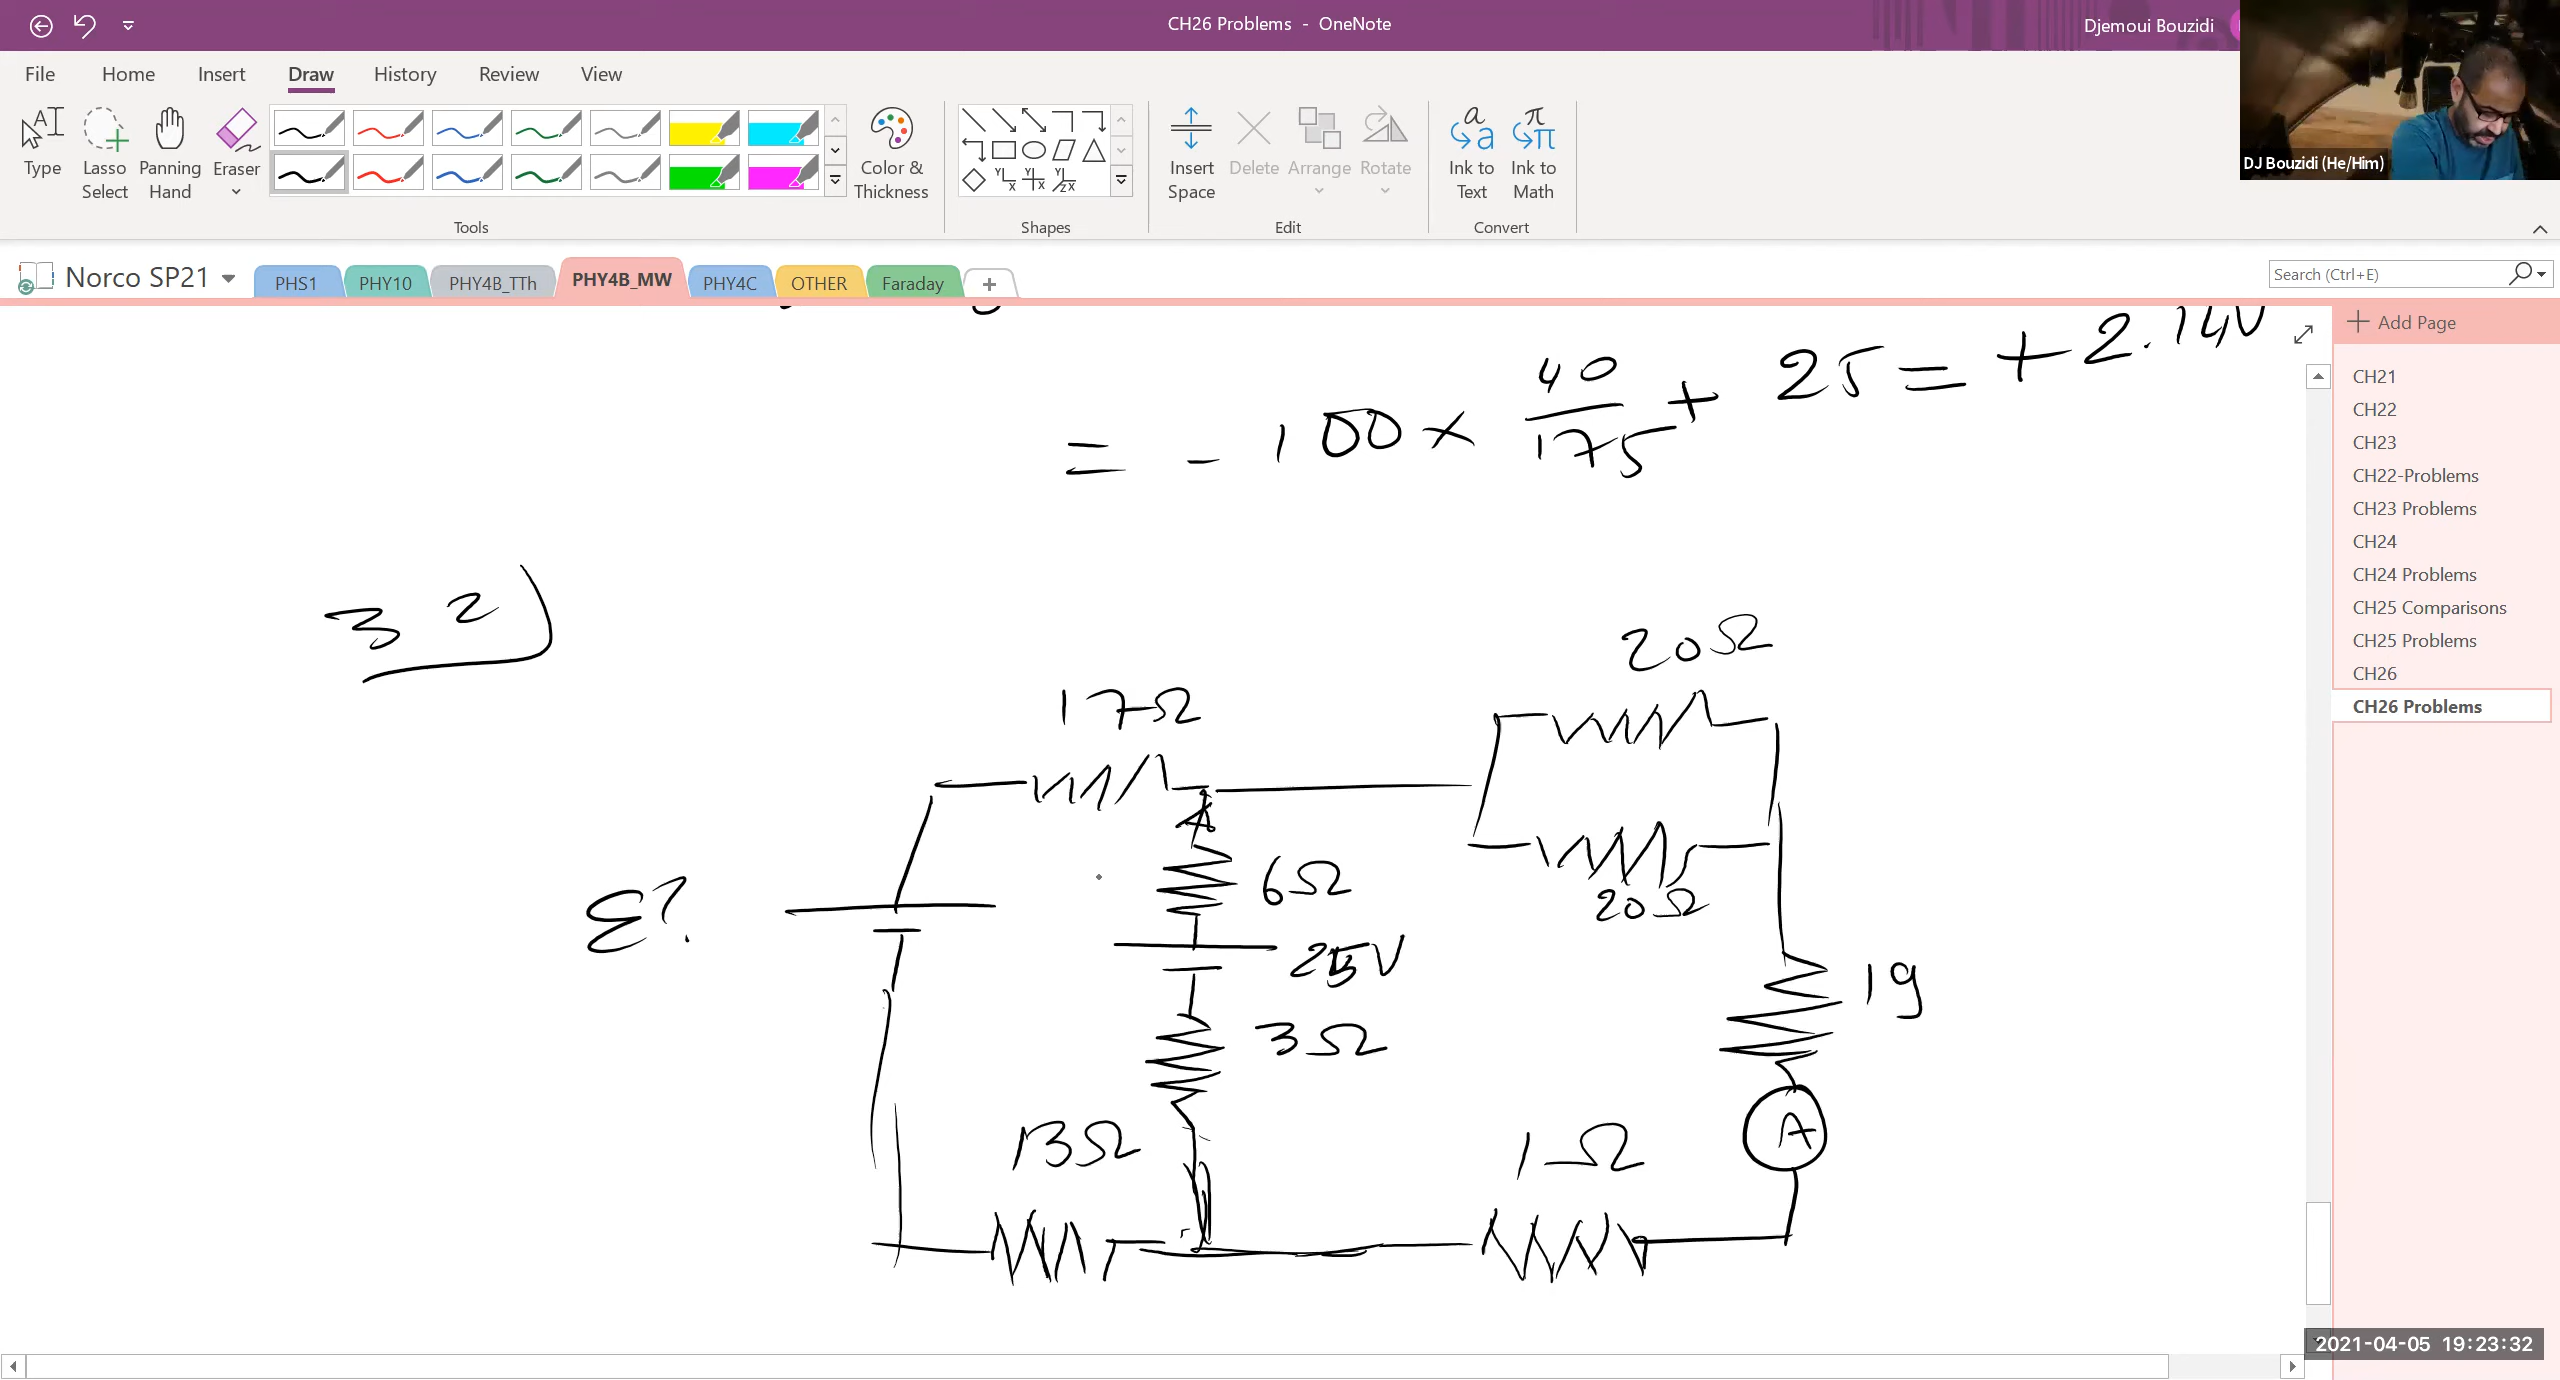 CH26 Problems - OneNote
Djemoui Bouzidi
File Home Insert Draw History Review View
Type
Lasso Select
Panning Hand
Eraser
Color & Thickness
Insert Space
Delete
Arrange
Rotate
Ink to Text
Ink to Math
Tools
Shapes
Edit
Convert
DJ Bouzidi (He/Him)
Norco SP21
PHS1 PHY10 PHY4B_TTh PHY4B_MW PHY4C OTHER Faraday +
Search (Ctrl+E)
Add Page
CH21
CH22
CH23
CH22-Problems
CH23 Problems
CH24
CH24 Problems
CH25 Comparisons
CH25 Problems
CH26
CH26 Problems
= - 100 × 40/175 + 25 = + 2.14V
32)
20Ω
17Ω
6Ω
20Ω
ε?
25V
19
3Ω
13Ω
1Ω
A
2021-04-05 19:23:32